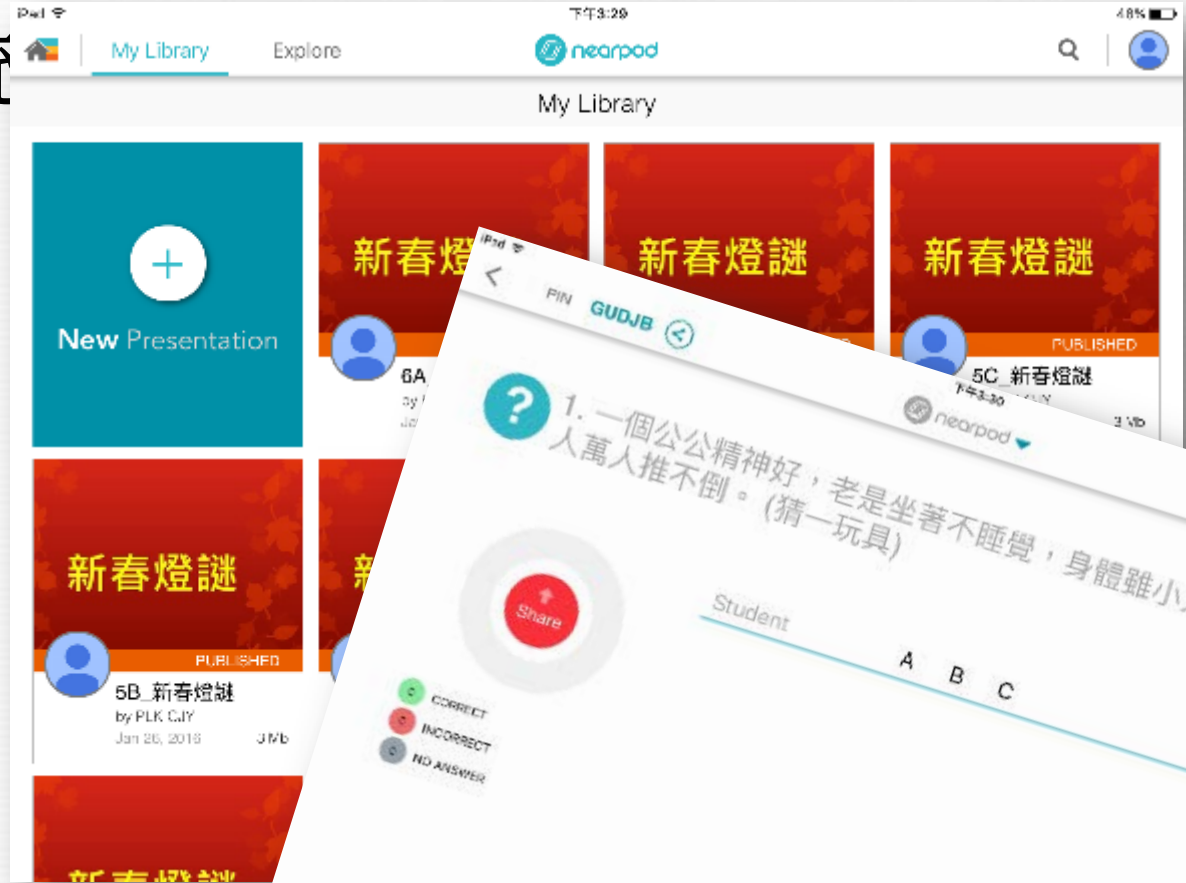 iPad
下午3:29
48%
My Library
Explore
nearpod
My Library
New Presentation
新春燈
新春燈謎
新春燈謎
PUBLISHED
6A
5C_新春燈謎
3 Mb
新春燈謎
PUBLISHED
5B_新春燈謎
by PLK CJY
Jan 26, 2016
3 Mb
iPad
PIN
GUDJB
下午3:30
nearpod
?
1. 一個公公精神好，老是坐著不睡覺，身體雖小
人萬人推不倒。(猜一玩具)
Share
Student
A B C
0 CORRECT
0 INCORRECT
0 NO ANSWER